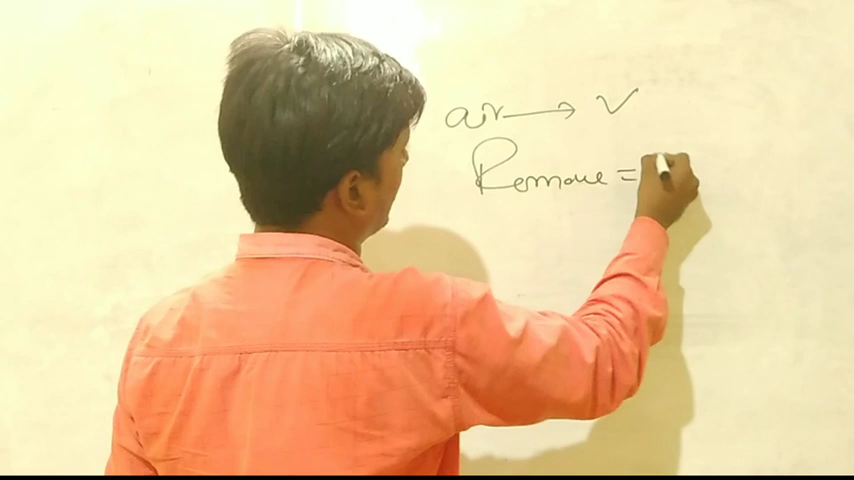 air → V
Remove =